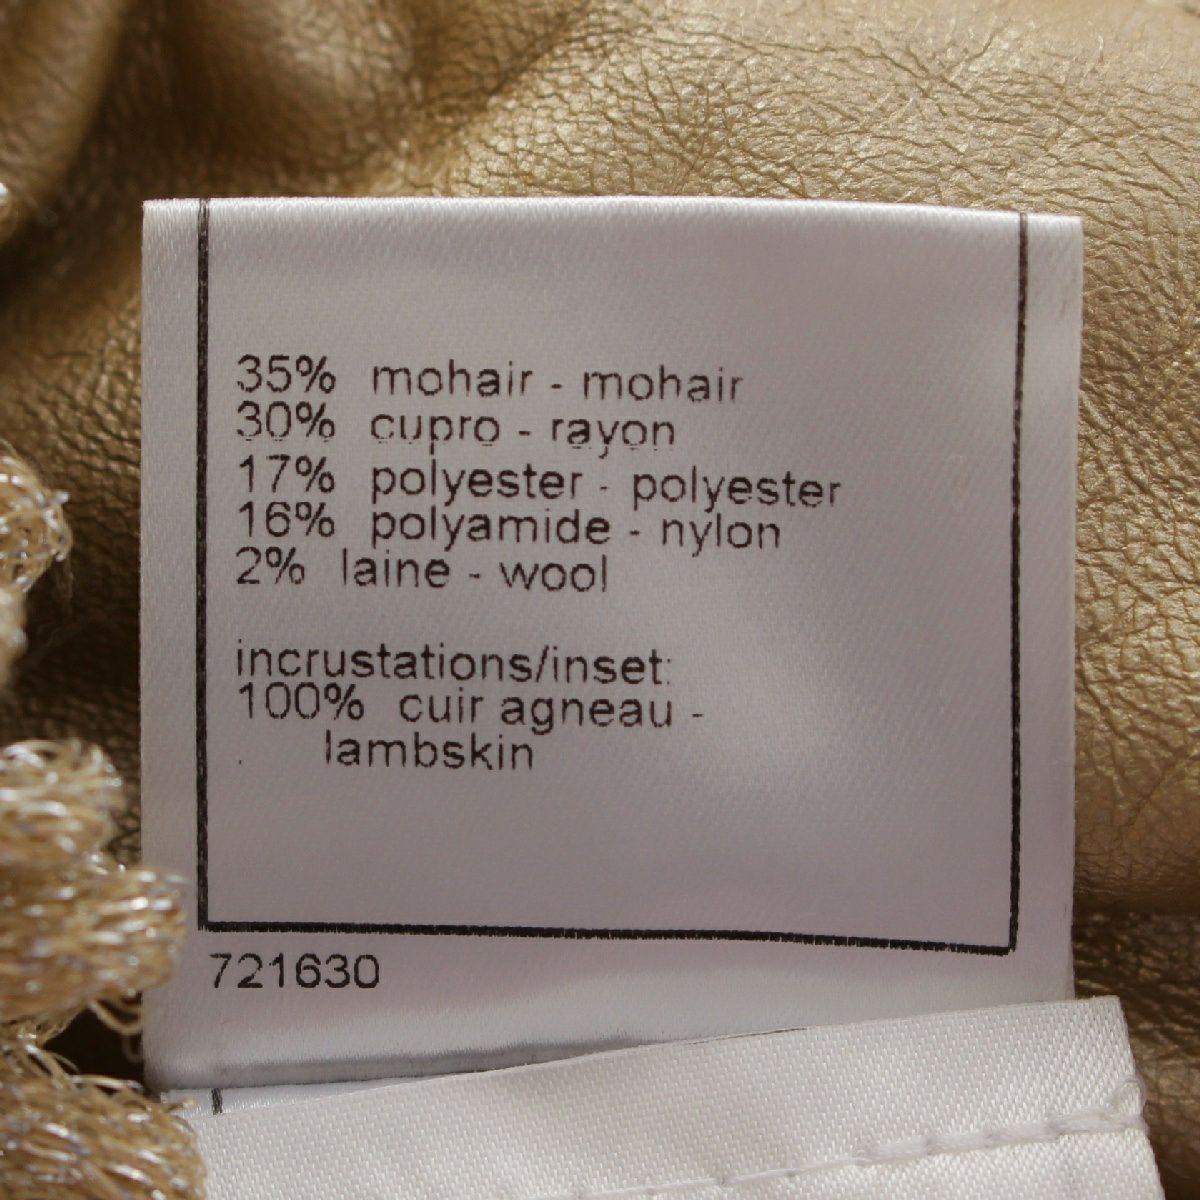 35% mohair - mohair
30% cupro - rayon
17% polyester - polyester
16% polyamide - nylon
2% laine - wool
incrustations/inset:
100% cuir agneau -
lambskin
721630